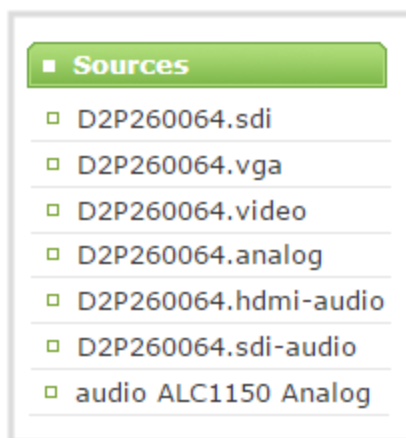 Sources
D2P260064.sdi
D2P260064.vga
D2P260064.video
D2P260064.analog
D2P260064.hdmi-audio
D2P260064.sdi-audio
audio ALC1150 Analog